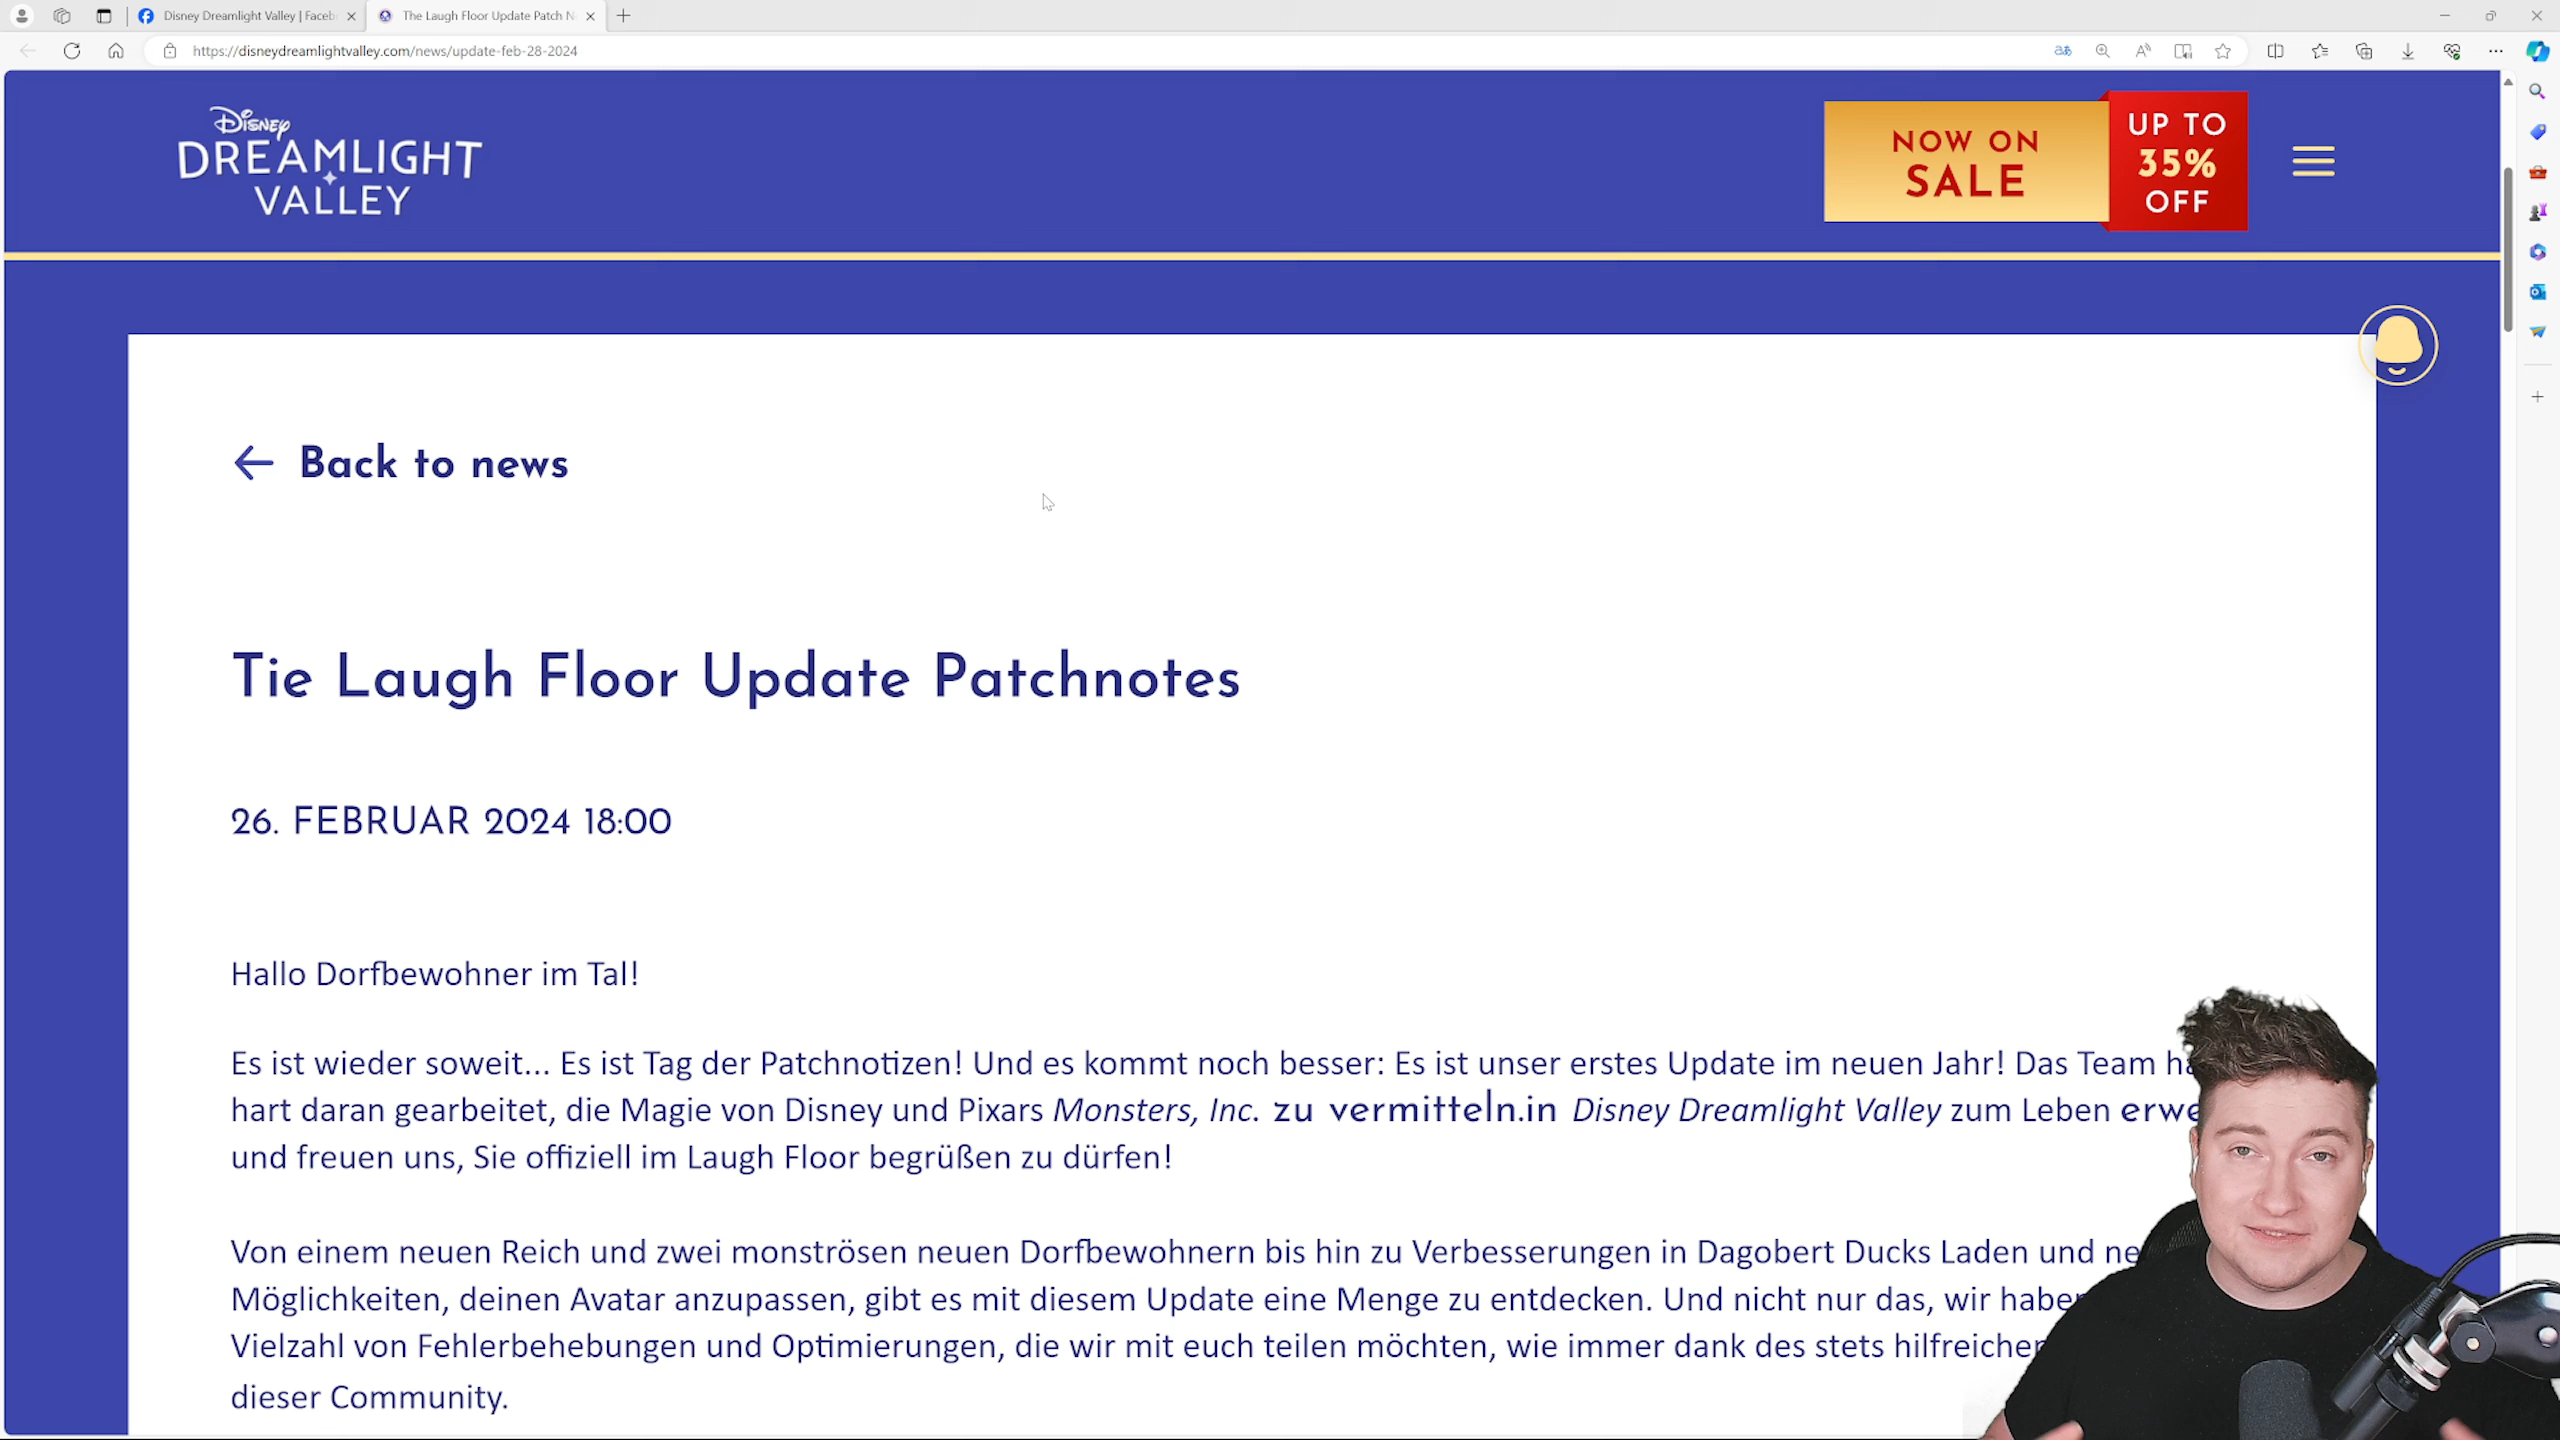 Disney Dreamlight Valley | Faceb
The Laugh Floor Update Patch N
https://disneydreamlightvalley.com/news/update-feb-28-2024
Disney
DREAMLIGHT
VALLEY
NOW ON
SALE
UP TO
35%
OFF
Back to news
Tie Laugh Floor Update Patchnotes
26. FEBRUAR 2024 18:00
Hallo Dorfbewohner im Tal!
Es ist wieder soweit... Es ist Tag der Patchnotizen! Und es kommt noch besser: Es ist unser erstes Update im neuen Jahr! Das Team ha
hart daran gearbeitet, die Magie von Disney und Pixars Monsters, Inc. zu vermitteln.in Disney Dreamlight Valley zum Leben erwe
und freuen uns, Sie offiziell im Laugh Floor begrüßen zu dürfen!
Von einem neuen Reich und zwei monströsen neuen Dorfbewohnern bis hin zu Verbesserungen in Dagobert Ducks Laden und ne
Möglichkeiten, deinen Avatar anzupassen, gibt es mit diesem Update eine Menge zu entdecken. Und nicht nur das, wir haben
Vielzahl von Fehlerbehebungen und Optimierungen, die wir mit euch teilen möchten, wie immer dank des stets hilfreichen
dieser Community.